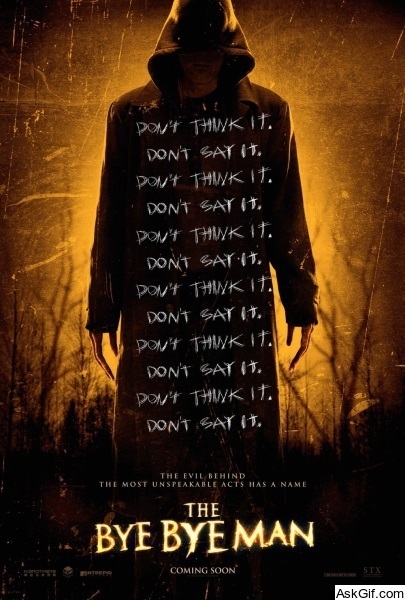 DON'T THINK IT.
DON'T SAY IT.
DON'T THINK IT.
DON'T SAY IT.
DON'T THINK IT.
DON'T SAY IT.
DON'T THINK IT.
DON'T SAY IT.
DON'T THINK IT.
DON'T SAY IT.
DON'T THINK IT.
DON'T SAY IT.
THE EVIL BEHIND
THE MOST UNSPEAKABLE ACTS HAS A NAME
THE
BYE BYE MAN
COMING SOON
STX
AskGif.com